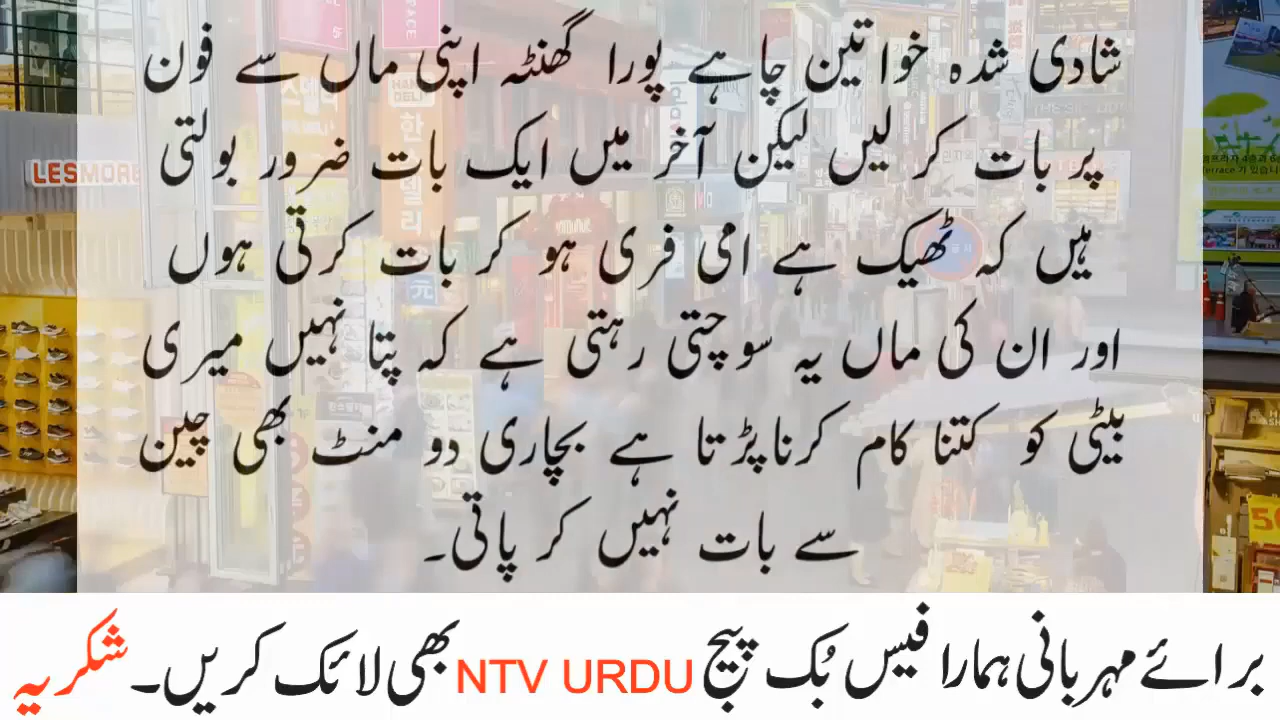 شادی شدہ خواتین چاہے پورا گھنٹہ اپنی ماں سے فون
پر بات کر لیں لیکن آخر میں ایک بات ضرور بولتی
ہیں کہ ٹھیک ہے امی فری ہو کر بات کرتی ہوں
اور ان کی ماں یہ سوچتی رہتی ہے کہ پتا نہیں میری
بیٹی کو کتنا کام کرنا پڑتا ہے بچاری دو منٹ بھی چین
سے بات نہیں کر پاتی۔
برائے مہربانی ہمارا فیس بُک پیج NTV URDU بھی لائک کریں۔ شکریہ
LESMORE